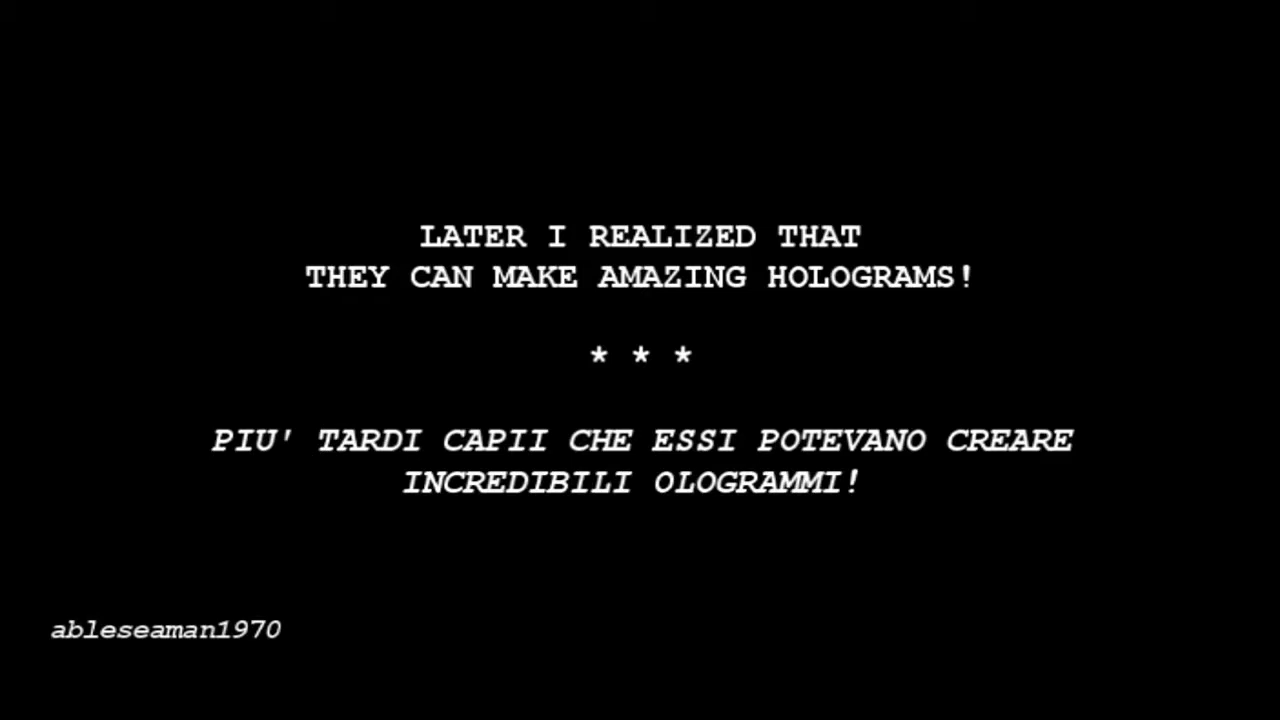 LATER I REALIZED THAT
THEY CAN MAKE AMAZING HOLOGRAMS!
* * *
PIU' TARDI CAPII CHE ESSI POTEVANO CREARE
INCREDIBILI OLOGRAMMI!
ableseaman1970